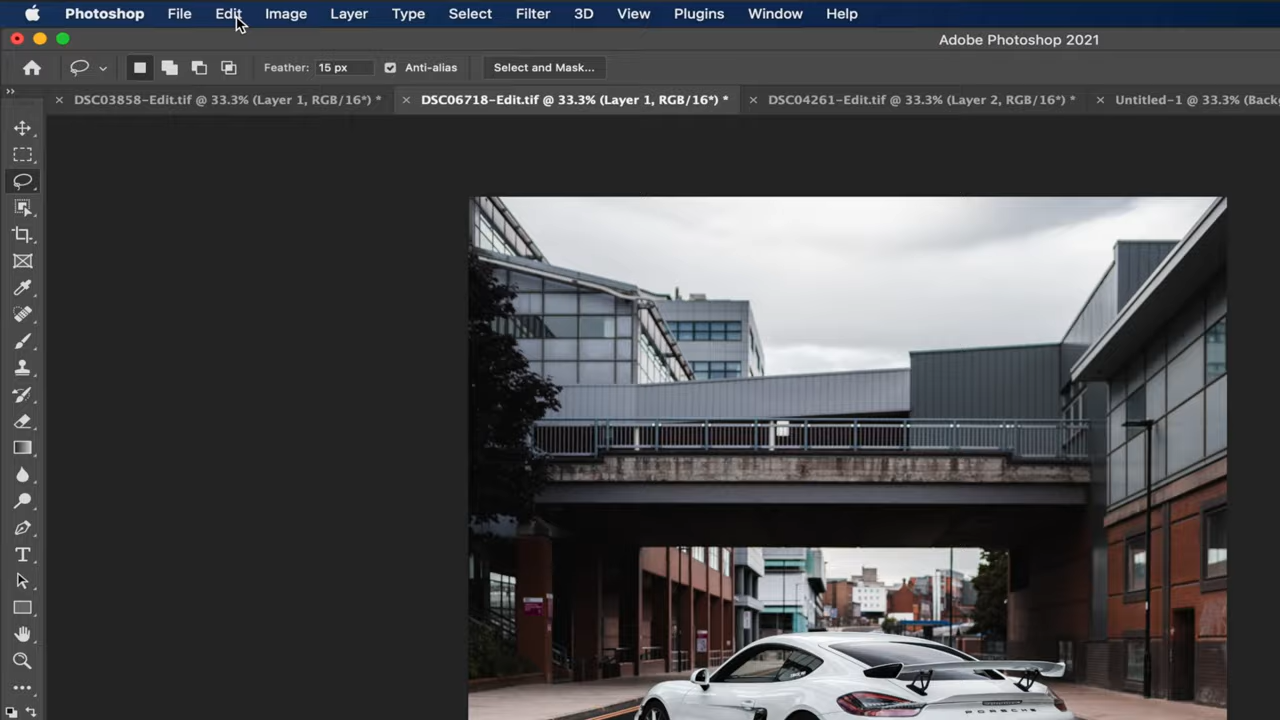 Photoshop File Edit Image Layer Type Select Filter 3D View Plugins Window Help
Adobe Photoshop 2021
Feather: 15 px Anti-alias Select and Mask...
DSC03858-Edit.tif @ 33.3% (Layer 1, RGB/16*) * DSC06718-Edit.tif @ 33.3% (Layer 1, RGB/16*) * DSC04261-Edit.tif @ 33.3% (Layer 2, RGB/16*) * Untitled-1 @ 33.3% (Back
PORSCHE